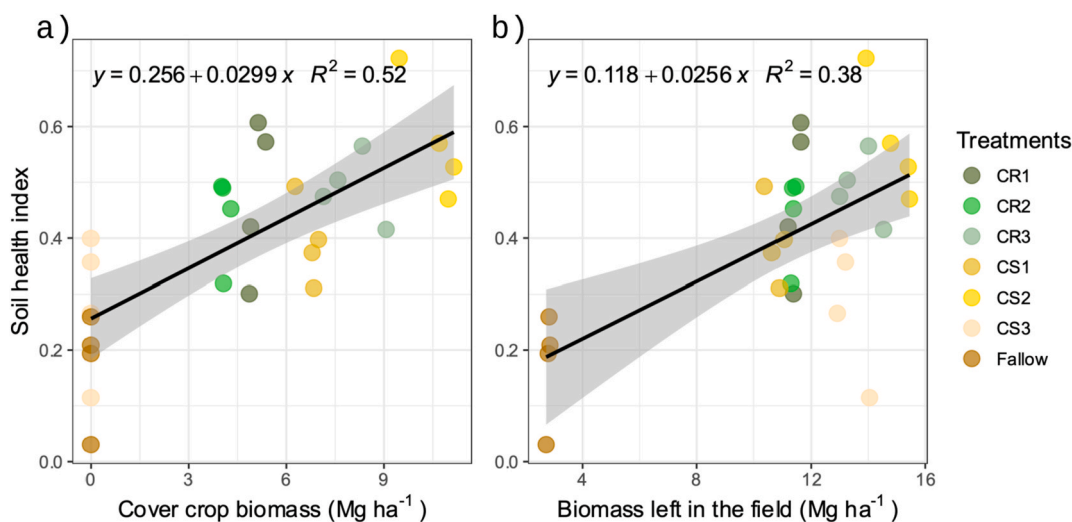 a)
y = 0.256 + 0.0299 x R² = 0.52
Soil health index
0.6
0.4
0.2
0.0
0 3 6 9
Cover crop biomass (Mg ha⁻¹)
b)
y = 0.118 + 0.0256 x R² = 0.38
0.6
0.4
0.2
0.0
4 8 12 16
Biomass left in the field (Mg ha⁻¹)
Treatments
CR1
CR2
CR3
CS1
CS2
CS3
Fallow